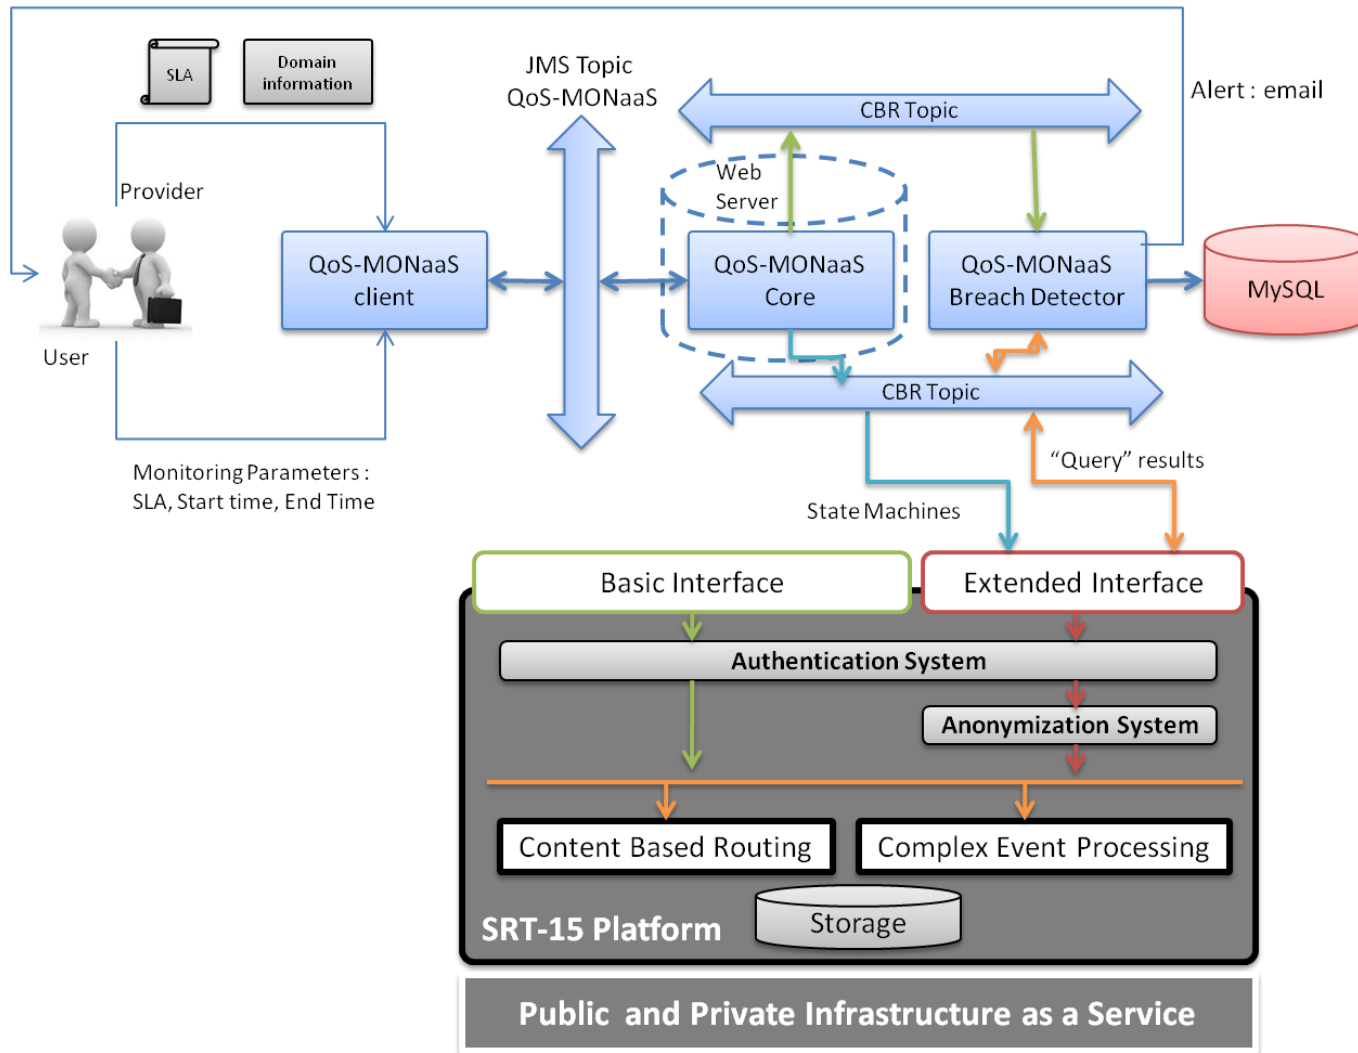 SLA
Domain
information
JMS Topic
QoS-MONaaS
CBR Topic
Alert : email
Provider
Web
Server
QoS-MONaaS
client
QoS-MONaaS
Core
QoS-MONaaS
Breach Detector
MySQL
User
CBR Topic
Monitoring Parameters :
SLA, Start time, End Time
"Query" results
State Machines
Basic Interface
Extended Interface
Authentication System
Anonymization System
Content Based Routing
Complex Event Processing
Storage
SRT-15 Platform
Public and Private Infrastructure as a Service